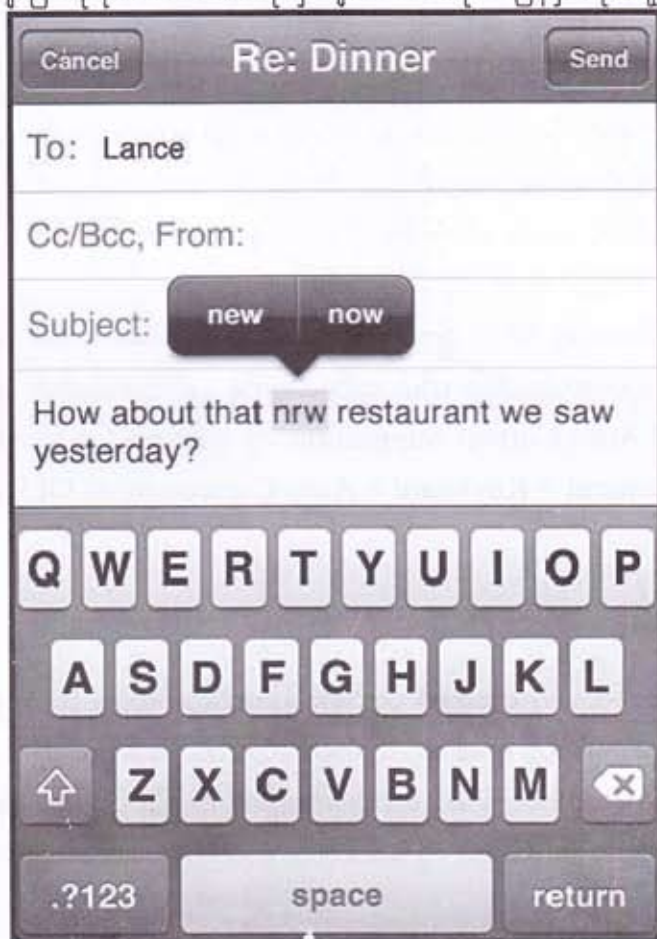 Cancel Re: Dinner Send
To: Lance
Cc/Bcc, From:
Subject:
new now
How about that nrw restaurant we saw
yesterday?
Q W E R T Y U I O P
A S D F G H J K L
Z X C V B N M
.?123 space return